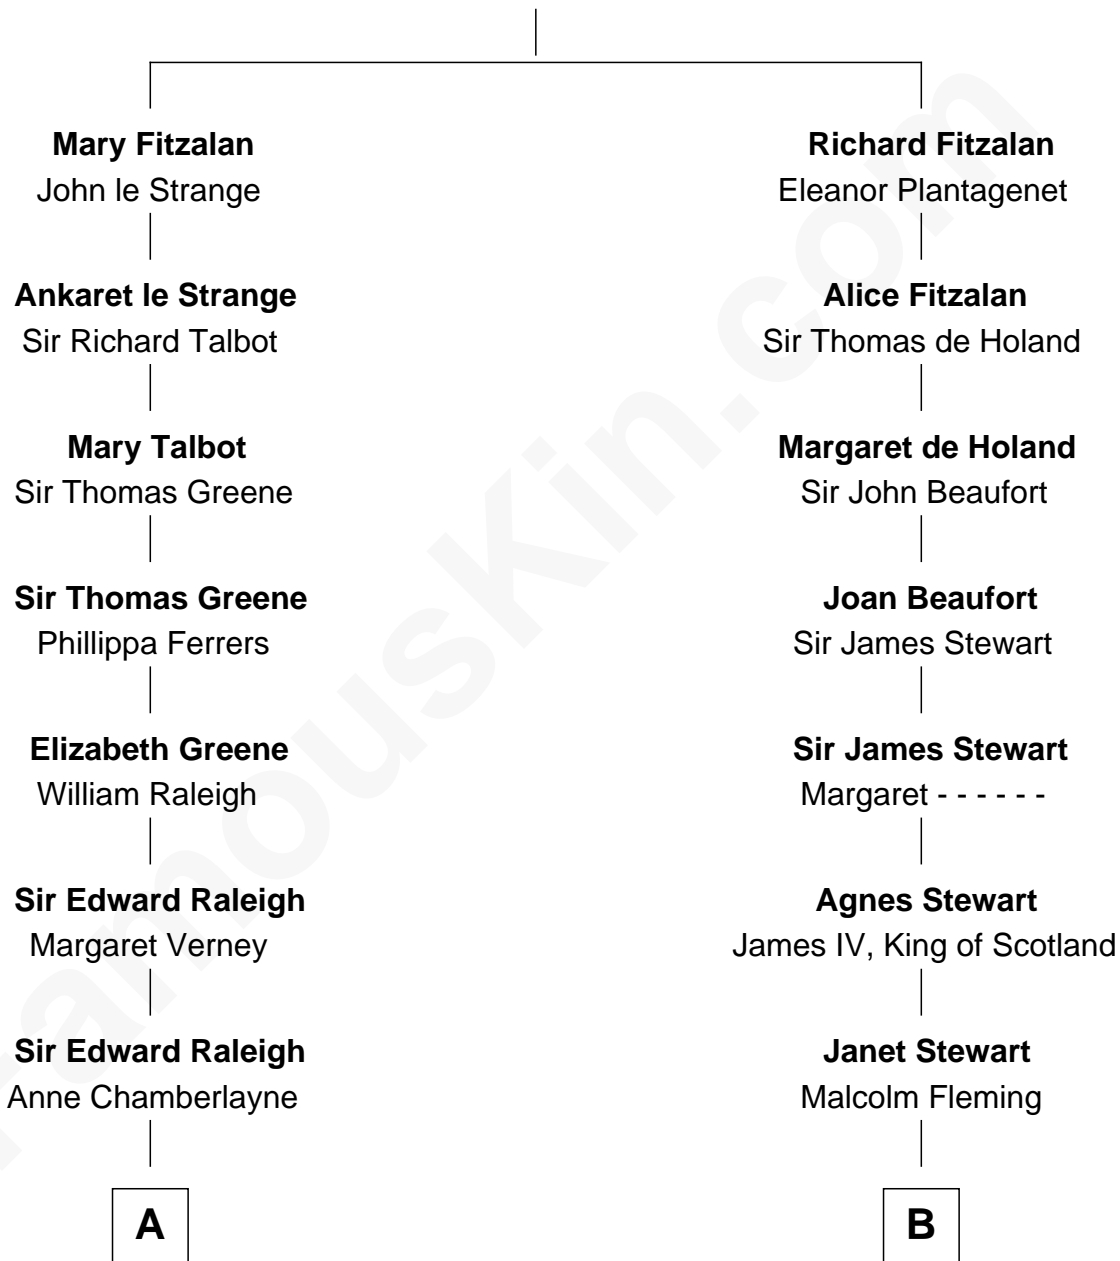 Mary Fitzalan
John le Strange
Ankaret le Strange
Sir Richard Talbot
Mary Talbot
Sir Thomas Greene
Sir Thomas Greene
Phillippa Ferrers
Elizabeth Greene
William Raleigh
Sir Edward Raleigh
Margaret Verney
Sir Edward Raleigh
Anne Chamberlayne
A
Richard Fitzalan
Eleanor Plantagenet
Alice Fitzalan
Sir Thomas de Holand
Margaret de Holand
Sir John Beaufort
Joan Beaufort
Sir James Stewart
Sir James Stewart
Margaret - - - - - -
Agnes Stewart
James IV, King of Scotland
Janet Stewart
Malcolm Fleming
B
FamousKin.com